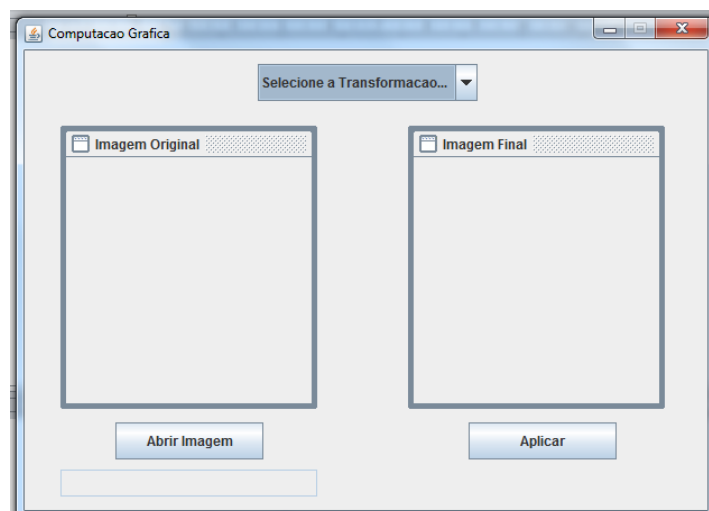 Computacao Grafica
Selecione a Transformacao...
Imagem Original
Imagem Final
Abrir Imagem
Aplicar